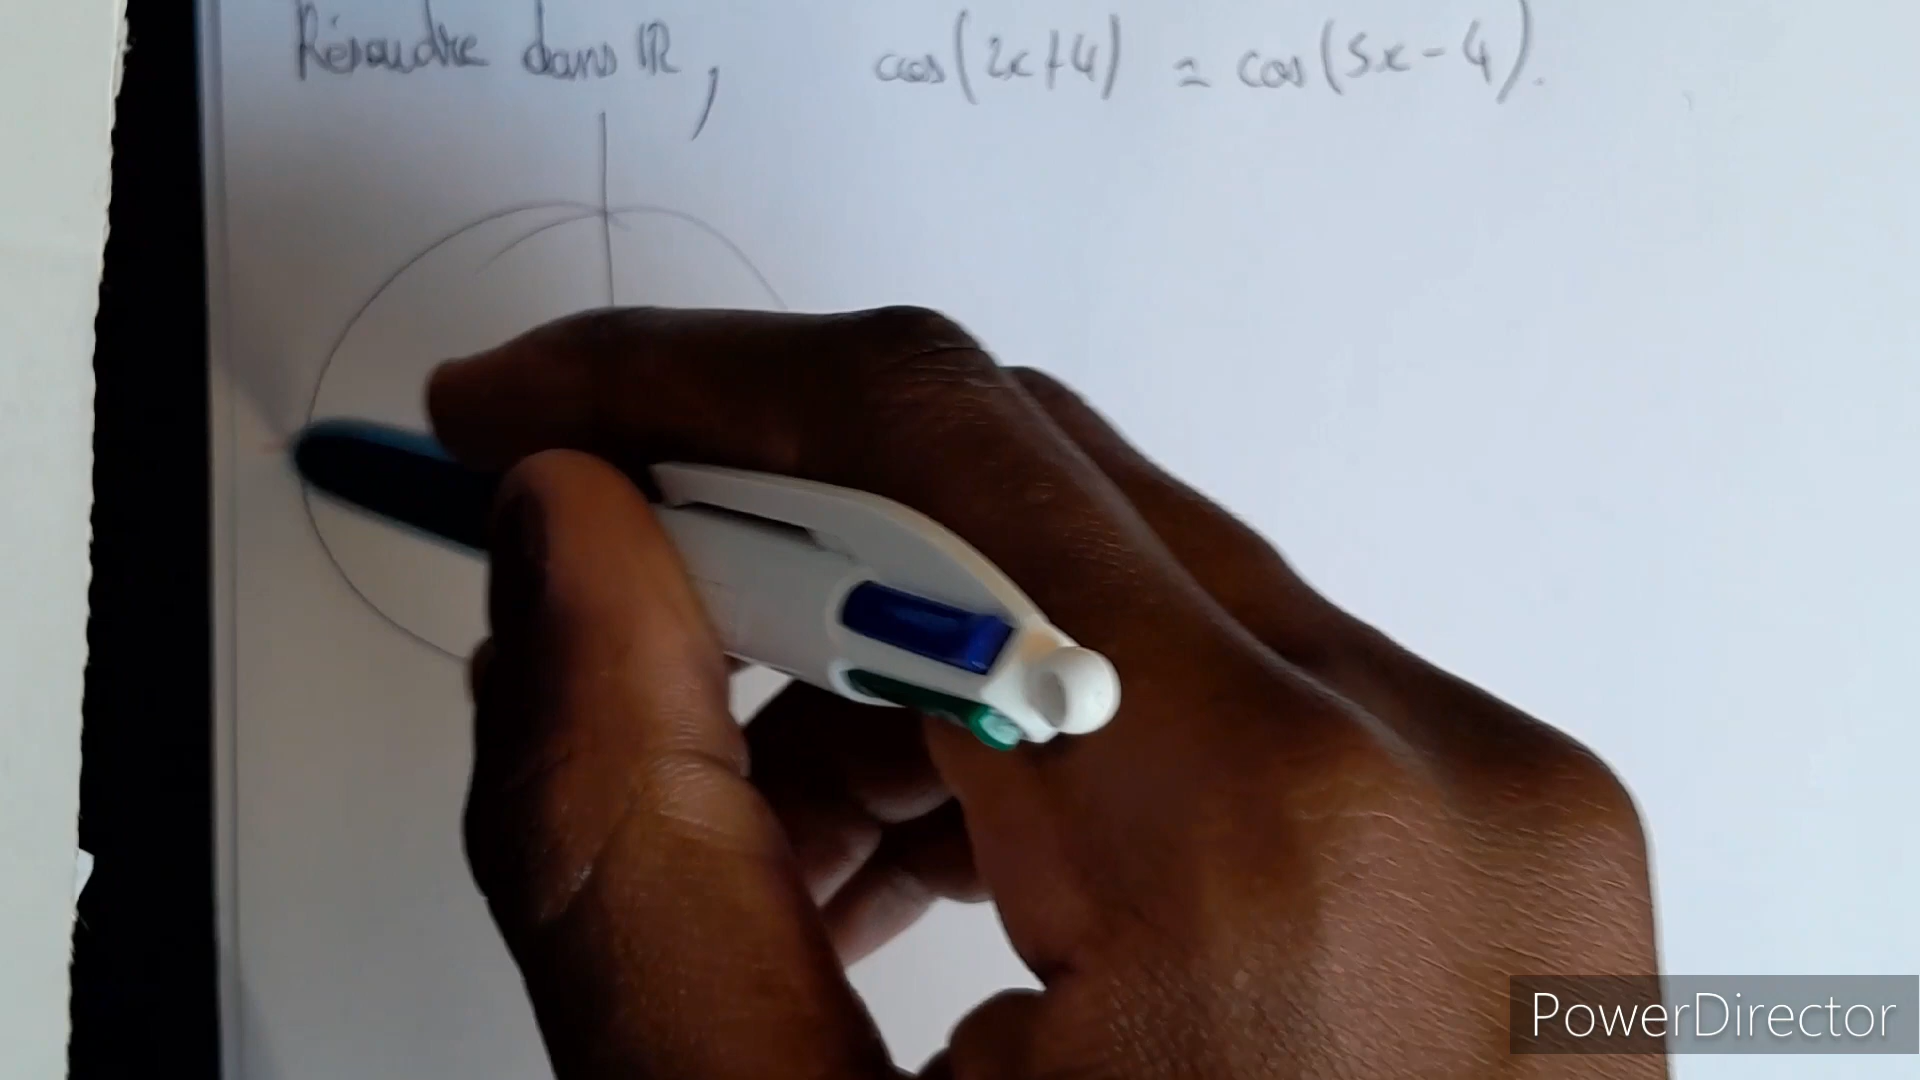 Résoudre dans ℝ, cos(2x+4) = cos(5x-4).
PowerDirector